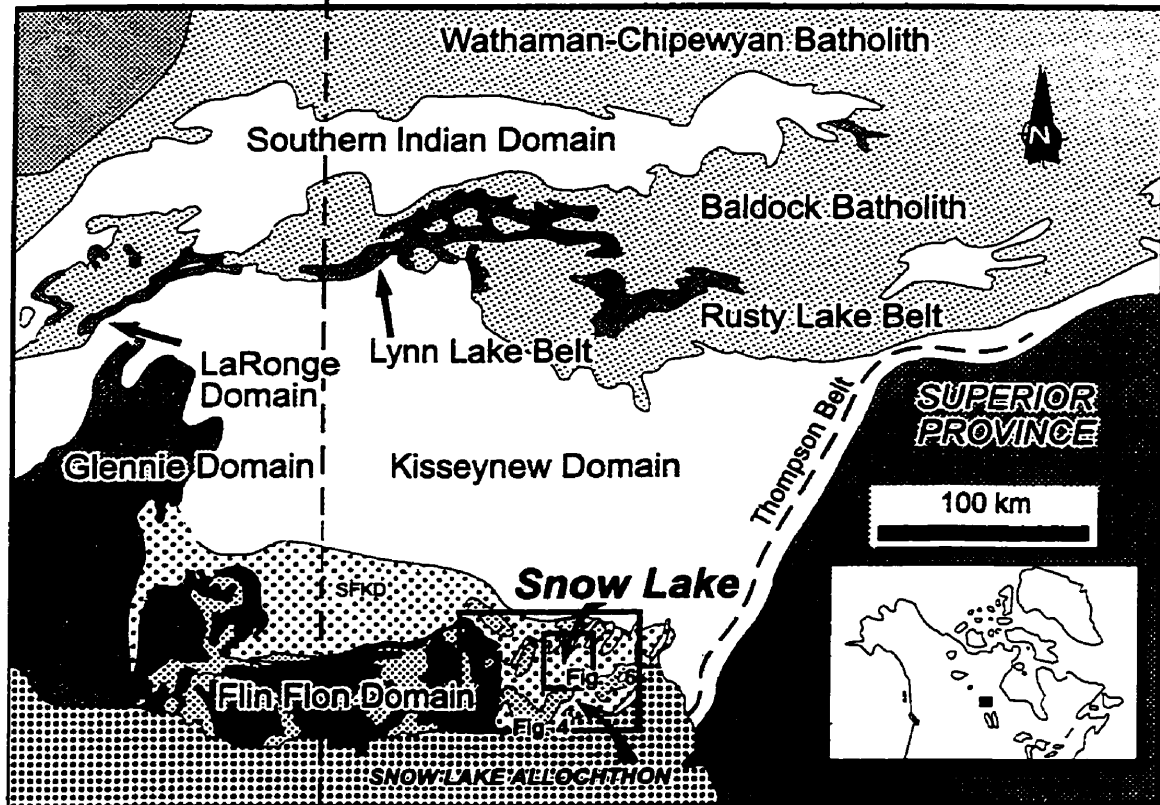 Wathaman-Chipewyan Batholith
N
Southern Indian Domain
Baldock Batholith
Rusty Lake Belt
Lynn Lake Belt
LaRonge
Domain
SUPERIOR
PROVINCE
Glennie Domain
Kisseynew Domain
Thompson Belt
100 km
Snow Lake
SFKD
Fig. 6
Flin Flon Domain
Fig. 4
SNOW LAKE ALLOCHTHON